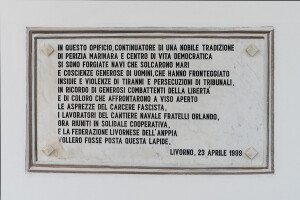 IN QUESTO OPIFICIO, CONTINUATORE DI UNA NOBILE TRADIZIONE
DI PERIZIA MARINARA E CENTRO DI VITA DEMOCRATICA
SI SONO FORGIATE NAVI CHE SOLCARONO MARI
E COSCIENZE GENEROSE DI UOMINI, CHE HANNO FRONTEGGIATO
INSIDIE E VIOLENZE DI TIRANNI E PERSECUZIONI DI TRIBUNALI,
IN RICORDO DI GENEROSI COMBATTENTI DELLA LIBERTÀ
E DI COLORO CHE AFFRONTARONO A VISO APERTO
LE ASPREZZE DEL CARCERE FASCISTA,
I LAVORATORI DEL CANTIERE NAVALE FRATELLI ORLANDO,
ORA RIUNITI IN SOLIDALE COOPERATIVA,
E LA FEDERAZIONE LIVORNESE DELL'ANPPIA
VOLLERO FOSSE POSTA QUESTA LAPIDE,
LIVORNO, 23 APRILE 1999